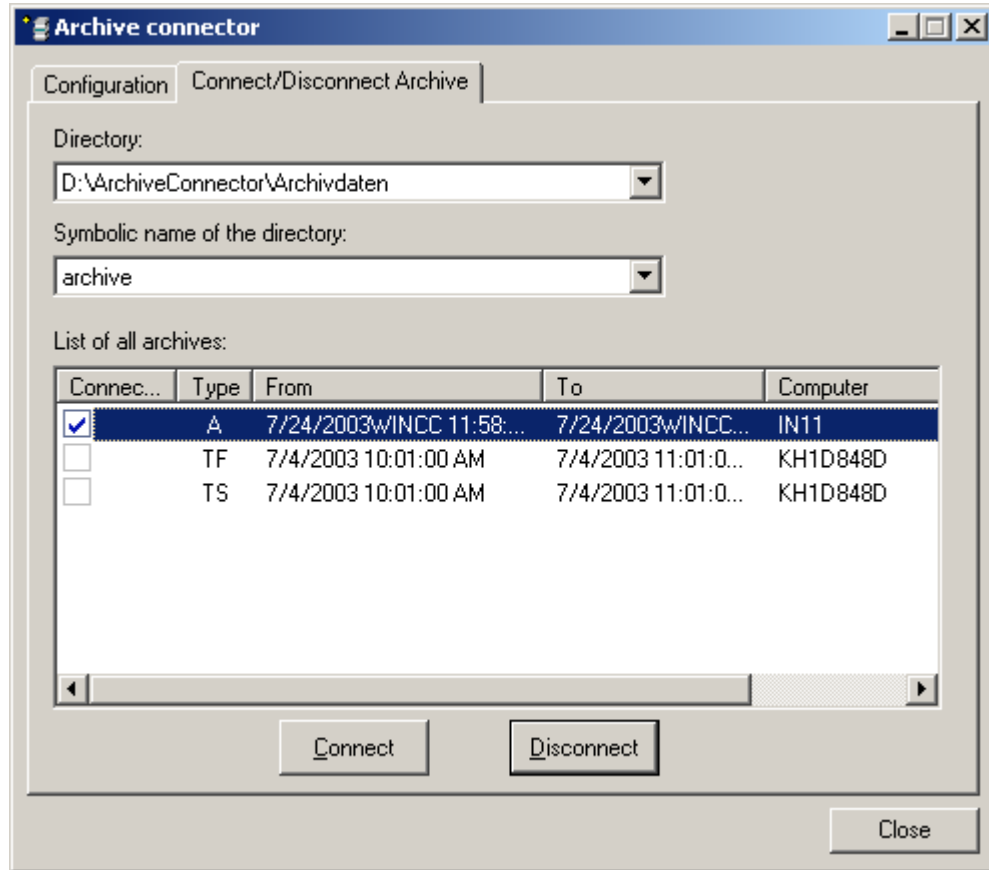 Archive connector
Configuration Connect/Disconnect Archive
Directory:
D:\ArchiveConnector\Archivdaten
Symbolic name of the directory:
archive
List of all archives:
Connec... Type From To Computer
A 7/24/2003WINCC 11:58:... 7/24/2003WINCC... IN11
TF 7/4/2003 10:01:00 AM 7/4/2003 11:01:0... KH1D848D
TS 7/4/2003 10:01:00 AM 7/4/2003 11:01:0... KH1D848D
Connect Disconnect
Close